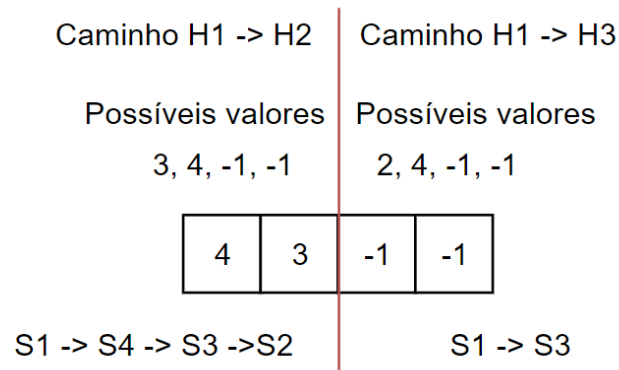 Caminho H1 -> H2
Caminho H1 -> H3
Possíveis valores
3, 4, -1, -1
Possíveis valores
2, 4, -1, -1
4 3 -1 -1
S1 -> S4 -> S3 ->S2
S1 -> S3